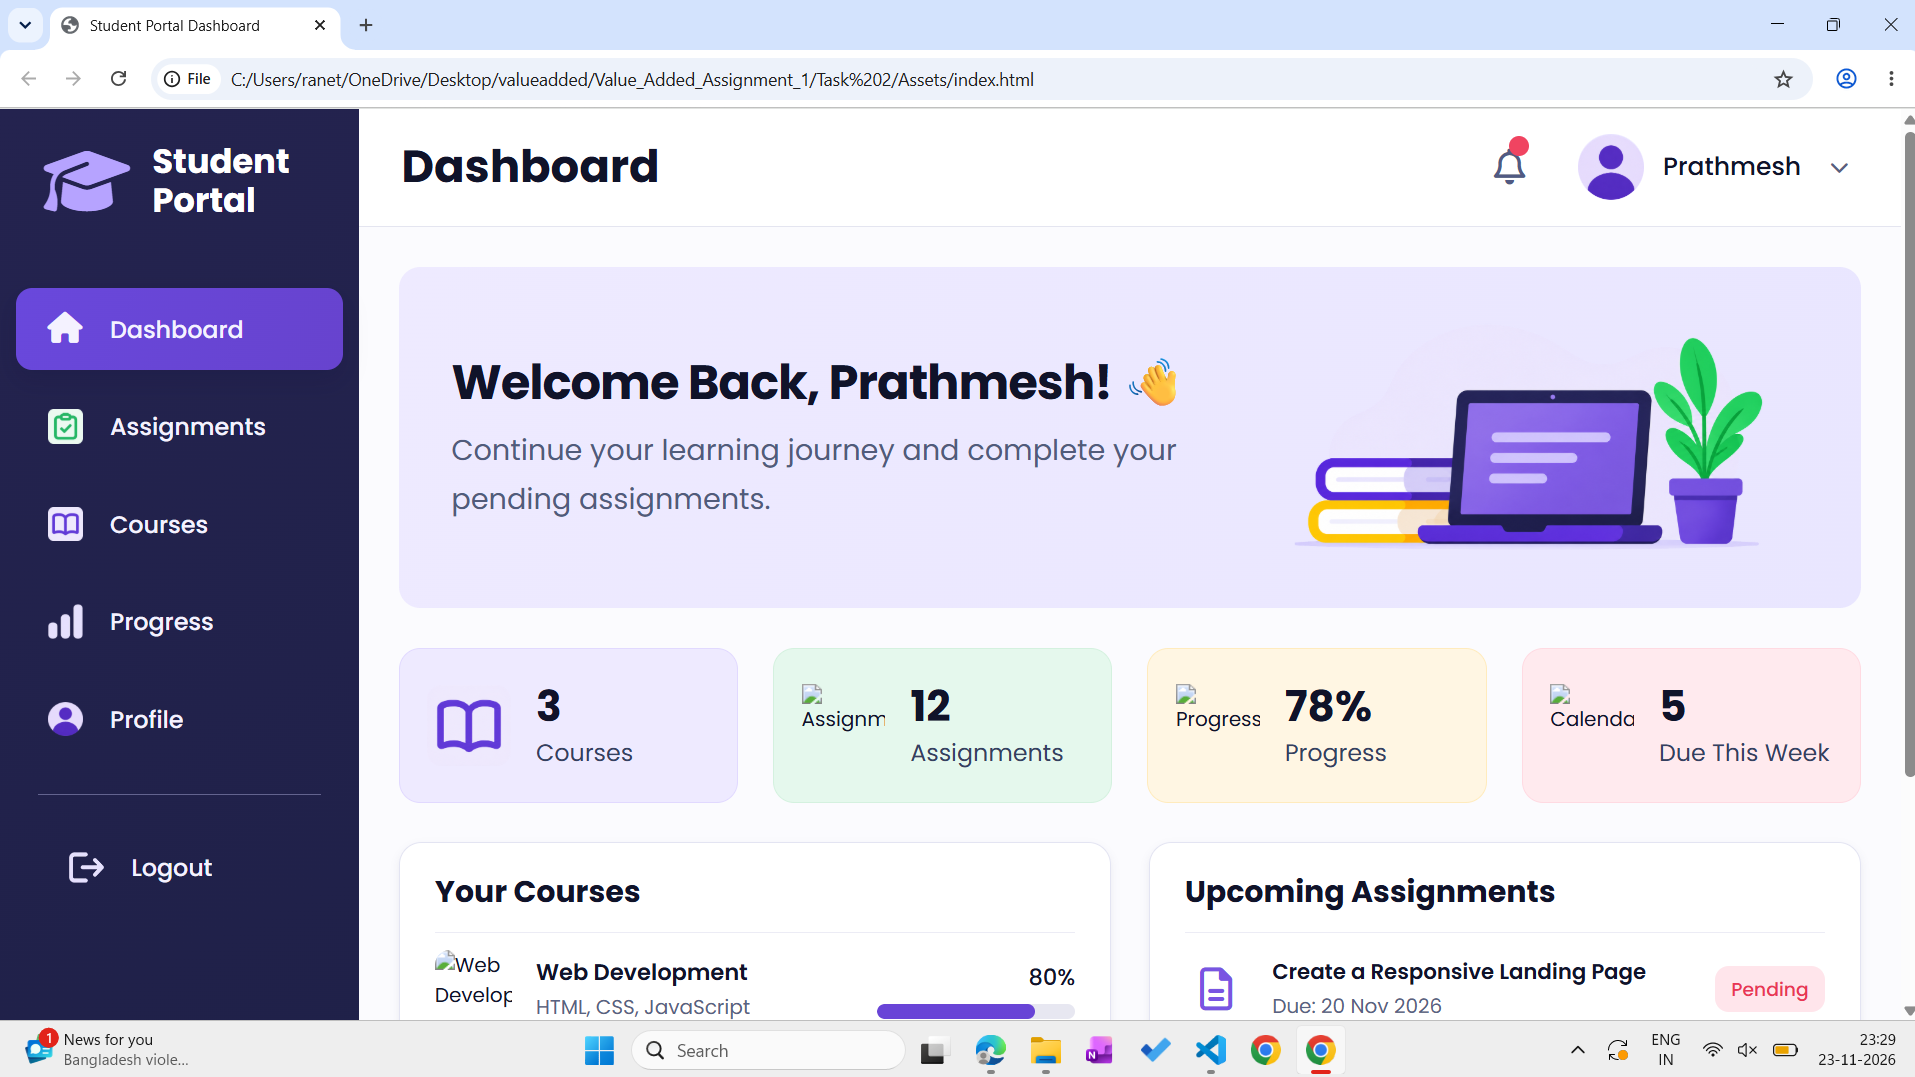 Student Portal Dashboard
File
C:/Users/ranet/OneDrive/Desktop/valueadded/Value_Added_Assignment_1/Task%202/Assets/index.html
Student
Portal
Dashboard
Assignments
Courses
Progress
Profile
Logout
Dashboard
Prathmesh
Welcome Back, Prathmesh! 👋
Continue your learning journey and complete your
pending assignments.
3
Courses
Assignm
12
Assignments
Progress
78%
Progress
Calenda
5
Due This Week
Your Courses
Web
Develop
Web Development
HTML, CSS, JavaScript
80%
Upcoming Assignments
Create a Responsive Landing Page
Due: 20 Nov 2026
Pending
1
News for you
Bangladesh viole...
Search
N
ENG
IN
23:29
23-11-2026